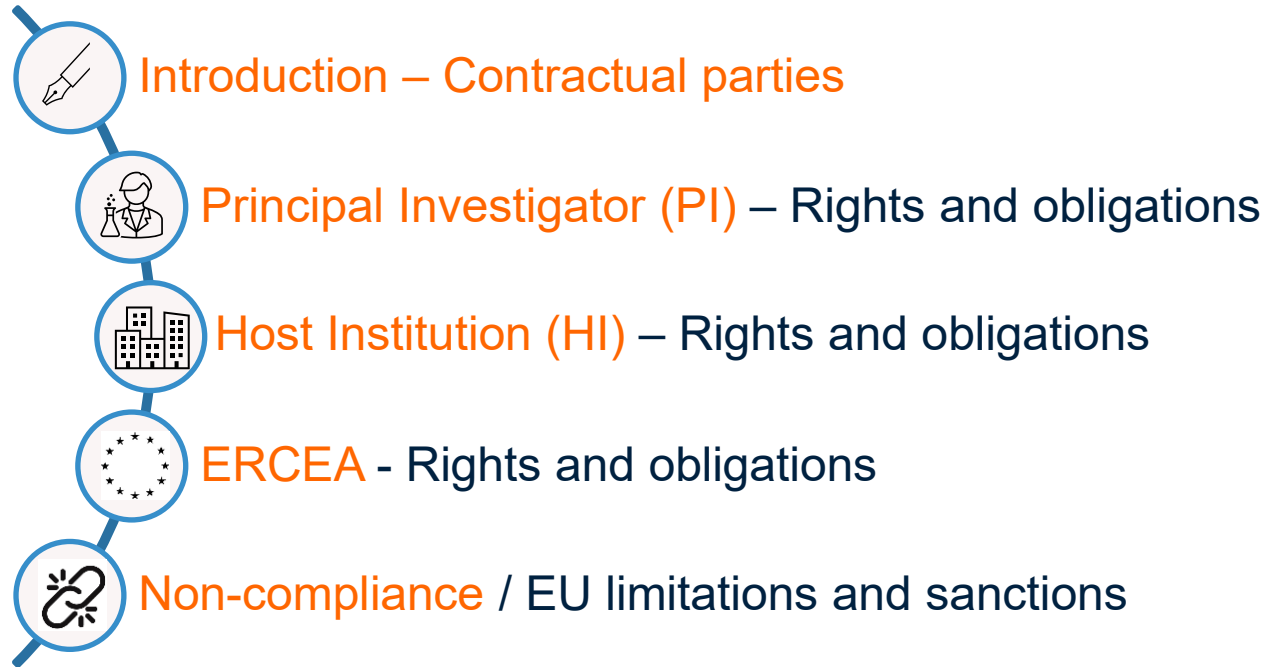 Introduction – Contractual parties
Principal Investigator (PI) – Rights and obligations
Host Institution (HI) – Rights and obligations
ERCEA - Rights and obligations
Non-compliance / EU limitations and sanctions